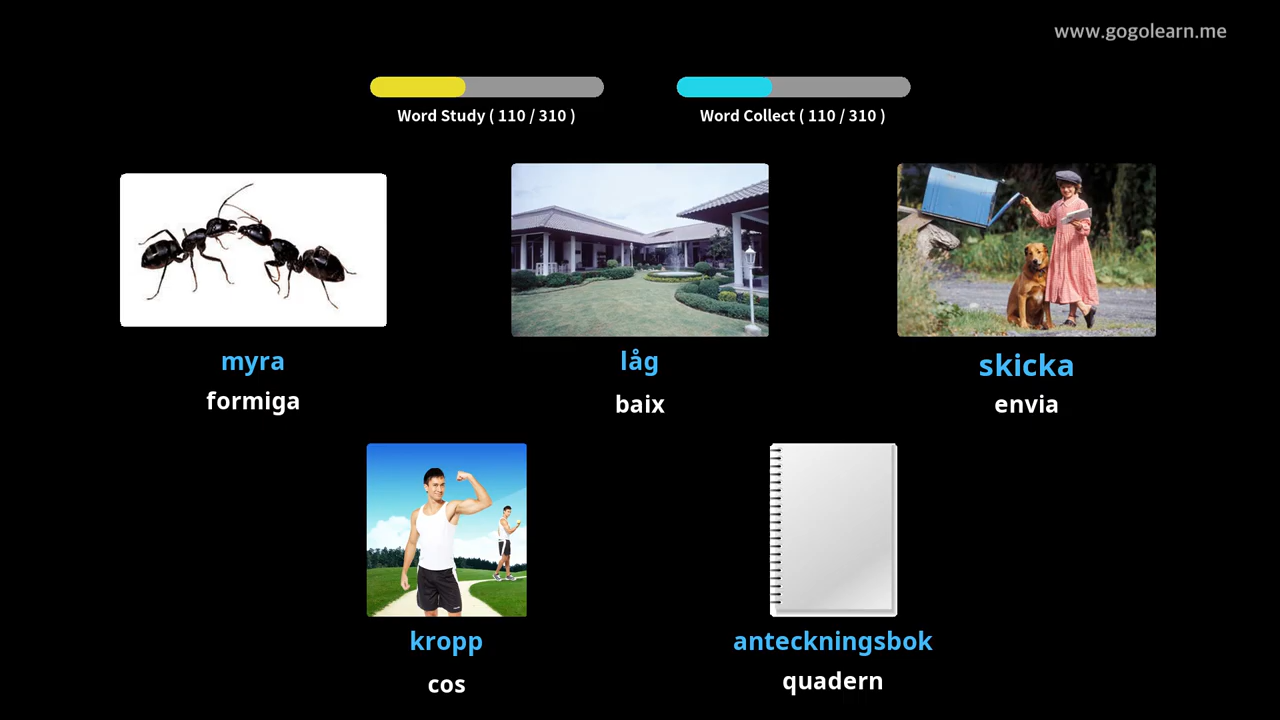 www.gogolearn.me
Word Study ( 110 / 310 )
Word Collect ( 110 / 310 )
myra
formiga
låg
baix
skicka
envia
kropp
cos
anteckningsbok
quadern